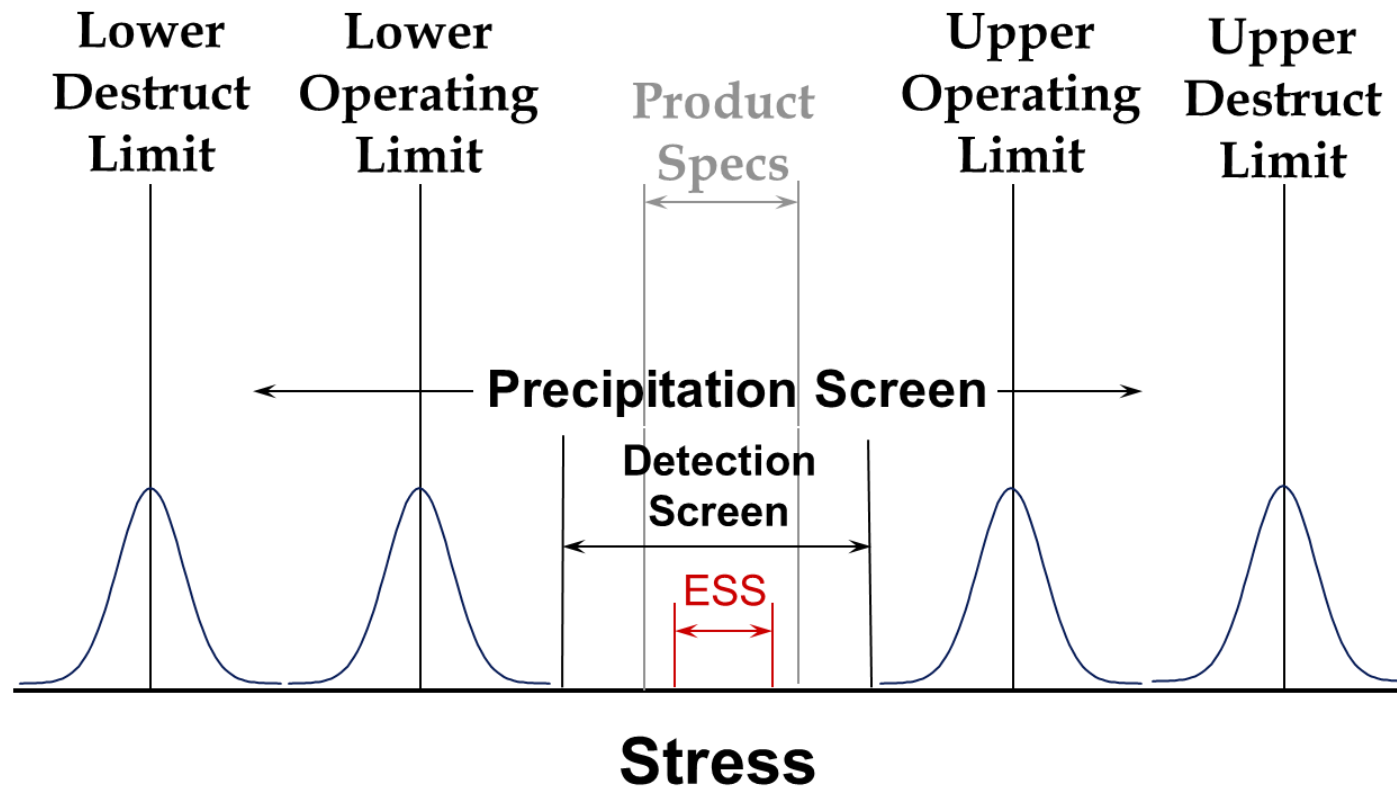 Lower
Destruct
Limit
Lower
Operating
Limit
Product
Specs
Upper
Operating
Limit
Upper
Destruct
Limit
Precipitation Screen
Detection
Screen
ESS
Stress